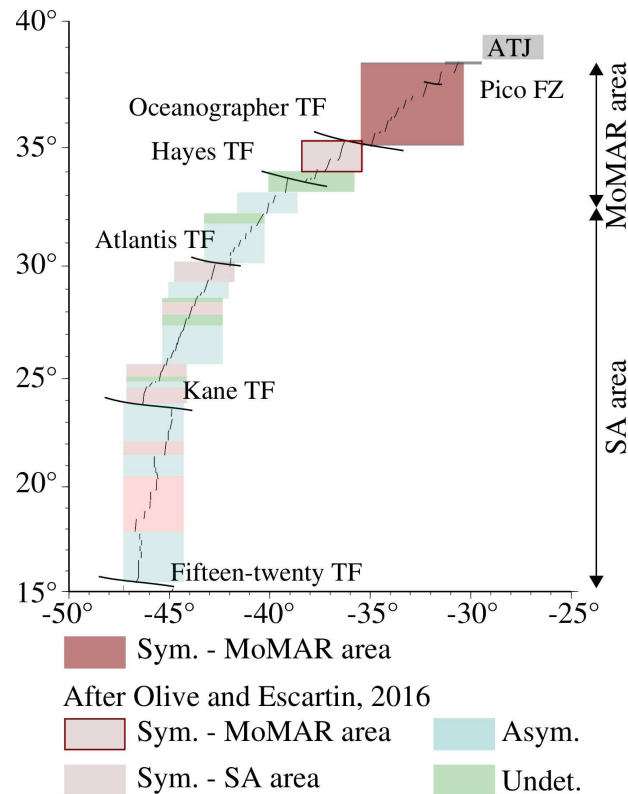 40°
ATJ
Pico FZ
Oceanographer TF
35°
Hayes TF
MoMAR area
Atlantis TF
30°
25°
Kane TF
SA area
20°
Fifteen-twenty TF
15°
-50° -45° -40° -35° -30° -25°
Sym. - MoMAR area
After Olive and Escartin, 2016
Sym. - MoMAR area Asym.
Sym. - SA area Undet.